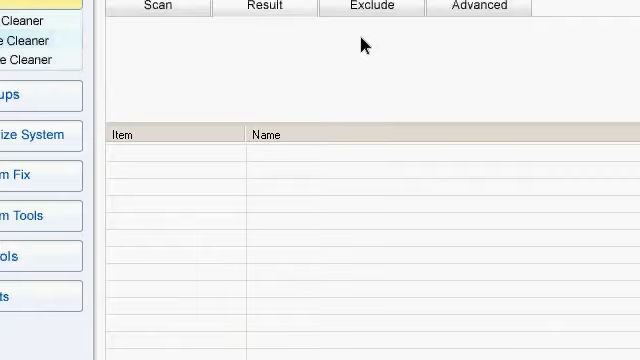 Scan Result Exclude Advanced
Cleaner
e Cleaner
e Cleaner
ups
ize System
m Fix
m Tools
ols
ts
Item Name